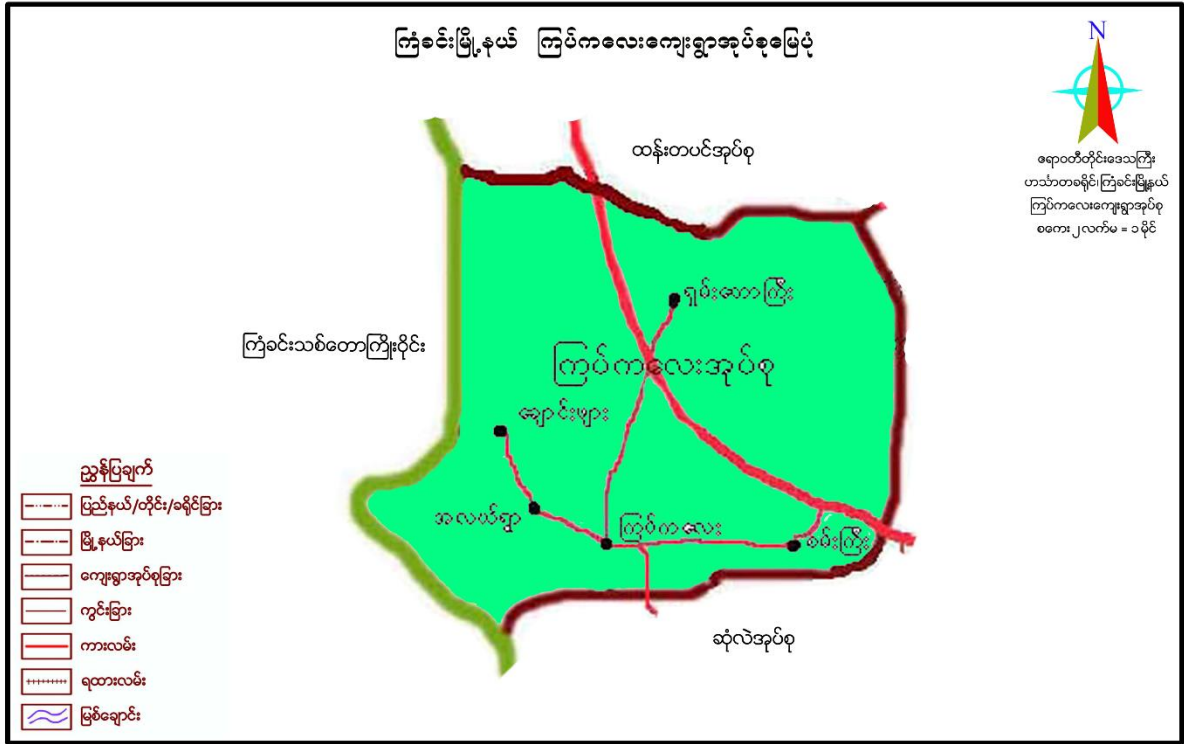 ကြံခင်းမြို့နယ် ကြပ်ကလေးကျေးရွာအုပ်စုမြေပုံ
N
ဧရာဝတီတိုင်းဒေသကြီး
ဟင်္သာတခရိုင်၊ကြံခင်းမြို့နယ်
ကြပ်ကလေးကျေးရွာအုပ်စု
စကေး၂လက်မ = ၁မိုင်
ထန်းတပင်အုပ်စု
ရှမ်းတောကြီး
ကြံခင်းသစ်တောကြိုးဝိုင်း
ကြပ်ကလေးအုပ်စု
ချောင်းဖျား
အလယ်ရွာ
ကြပ်ကလေး
စမ်းကြီး
ဆုံလဲအုပ်စု
ညွှန်ပြချက်
ပြည်နယ်/တိုင်း/ခရိုင်ခြား
မြို့နယ်ခြား
ကျေးရွာအုပ်စုခြား
ကွင်းခြား
ကားလမ်း
ရထားလမ်း
မြစ်ချောင်း